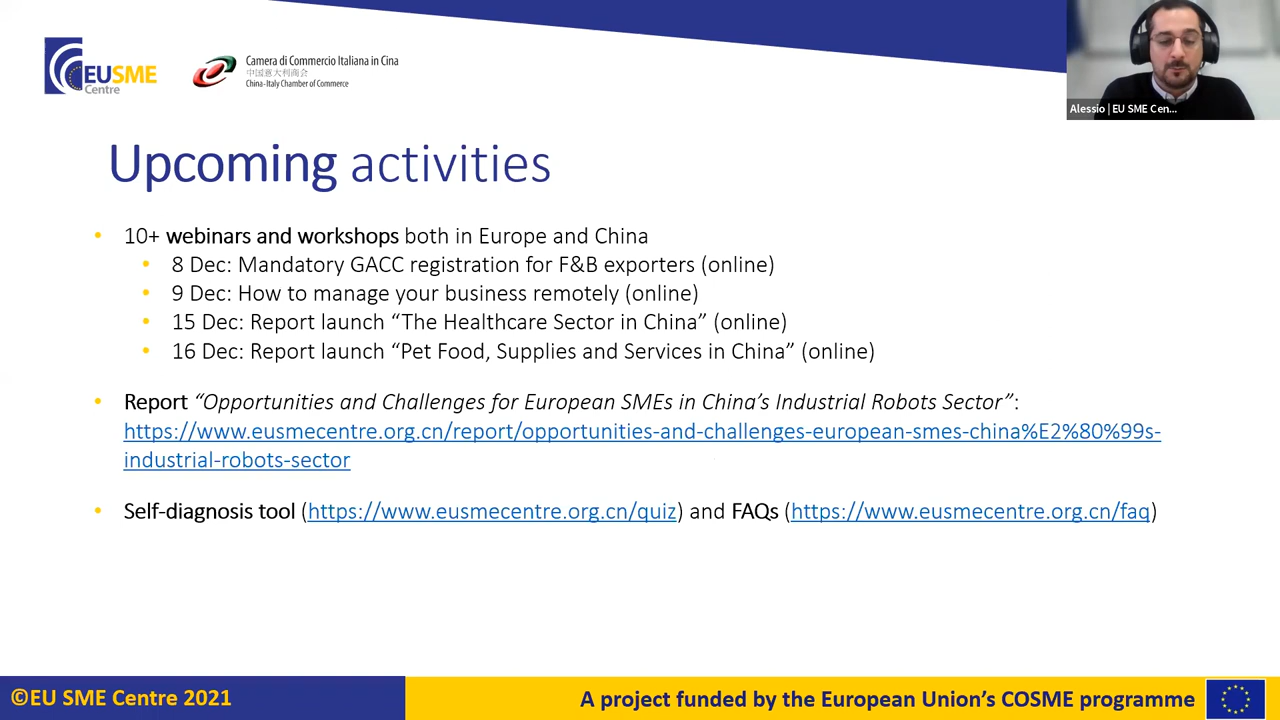 EUSME
Centre
Camera di Commercio Italiana in Cina
中国意大利商会
China-Italy Chamber of Commerce
Alessio | EU SME Cen...
Upcoming activities
• 10+ webinars and workshops both in Europe and China
• 8 Dec: Mandatory GACC registration for F&B exporters (online)
• 9 Dec: How to manage your business remotely (online)
• 15 Dec: Report launch “The Healthcare Sector in China” (online)
• 16 Dec: Report launch “Pet Food, Supplies and Services in China” (online)
• Report “Opportunities and Challenges for European SMEs in China’s Industrial Robots Sector”:
https://www.eusmecentre.org.cn/report/opportunities-and-challenges-european-smes-china%E2%80%99s-
industrial-robots-sector
• Self-diagnosis tool (https://www.eusmecentre.org.cn/quiz) and FAQs (https://www.eusmecentre.org.cn/faq)
©EU SME Centre 2021
A project funded by the European Union’s COSME programme